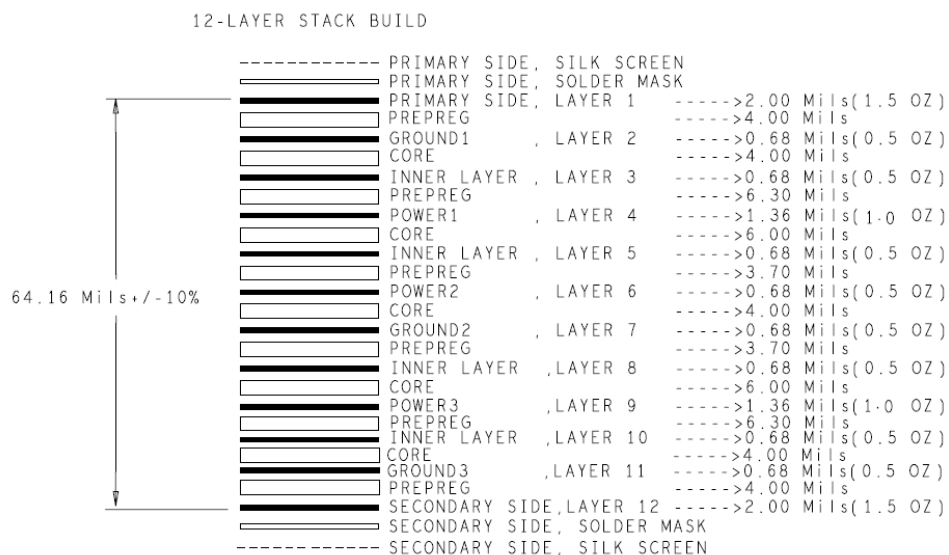 12-LAYER STACK BUILD
PRIMARY SIDE, SILK SCREEN
PRIMARY SIDE, SOLDER MASK
PRIMARY SIDE, LAYER 1 ----->2.00 Mils(1.5 OZ)
PREPREG ----->4.00 Mils
GROUND1 , LAYER 2 ----->0.68 Mils(0.5 OZ)
CORE ----->4.00 Mils
INNER LAYER , LAYER 3 ----->0.68 Mils(0.5 OZ)
PREPREG ----->6.30 Mils
POWER1 , LAYER 4 ----->1.36 Mils(1.0 OZ)
CORE ----->6.00 Mils
INNER LAYER , LAYER 5 ----->0.68 Mils(0.5 OZ)
PREPREG ----->3.70 Mils
64.16 Mils+/-10%
POWER2 , LAYER 6 ----->0.68 Mils(0.5 OZ)
CORE ----->4.00 Mils
GROUND2 , LAYER 7 ----->0.68 Mils(0.5 OZ)
PREPREG ----->3.70 Mils
INNER LAYER ,LAYER 8 ----->0.68 Mils(0.5 OZ)
CORE ----->6.00 Mils
POWER3 ,LAYER 9 ----->1.36 Mils(1.0 OZ)
PREPREG ----->6.30 Mils
INNER LAYER ,LAYER 10 ----->0.68 Mils(0.5 OZ)
CORE ----->4.00 Mils
GROUND3 ,LAYER 11 ----->0.68 Mils(0.5 OZ)
PREPREG ----->4.00 Mils
SECONDARY SIDE,LAYER 12 ----->2.00 Mils(1.5 OZ)
SECONDARY SIDE, SOLDER MASK
SECONDARY SIDE, SILK SCREEN